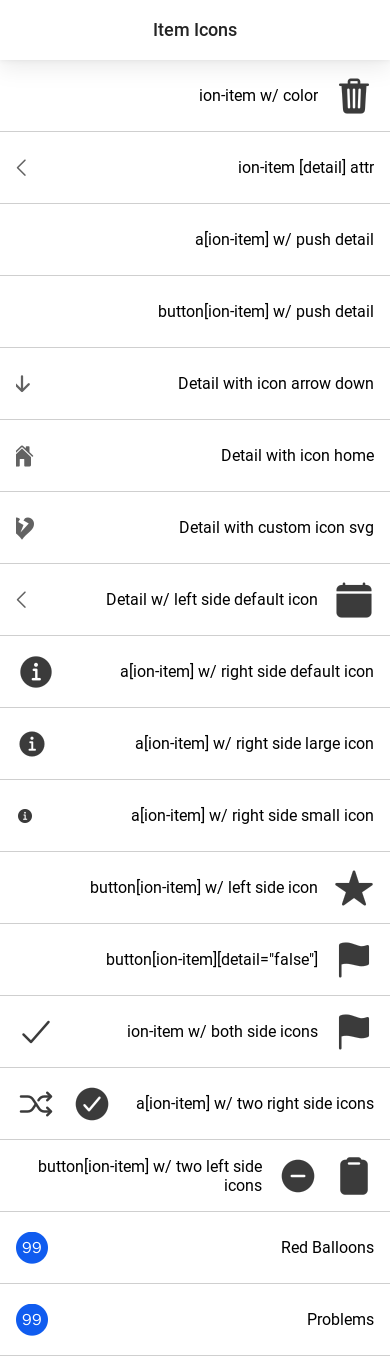 Item Icons
ion-item w/ color
ion-item [detail] attr
a[ion-item] w/ push detail
button[ion-item] w/ push detail
Detail with icon arrow down
Detail with icon home
Detail with custom icon svg
Detail w/ left side default icon
a[ion-item] w/ right side default icon
a[ion-item] w/ right side large icon
a[ion-item] w/ right side small icon
button[ion-item] w/ left side icon
button[ion-item][detail="false"]
ion-item w/ both side icons
a[ion-item] w/ two right side icons
button[ion-item] w/ two left side
icons
99 Red Balloons
99 Problems